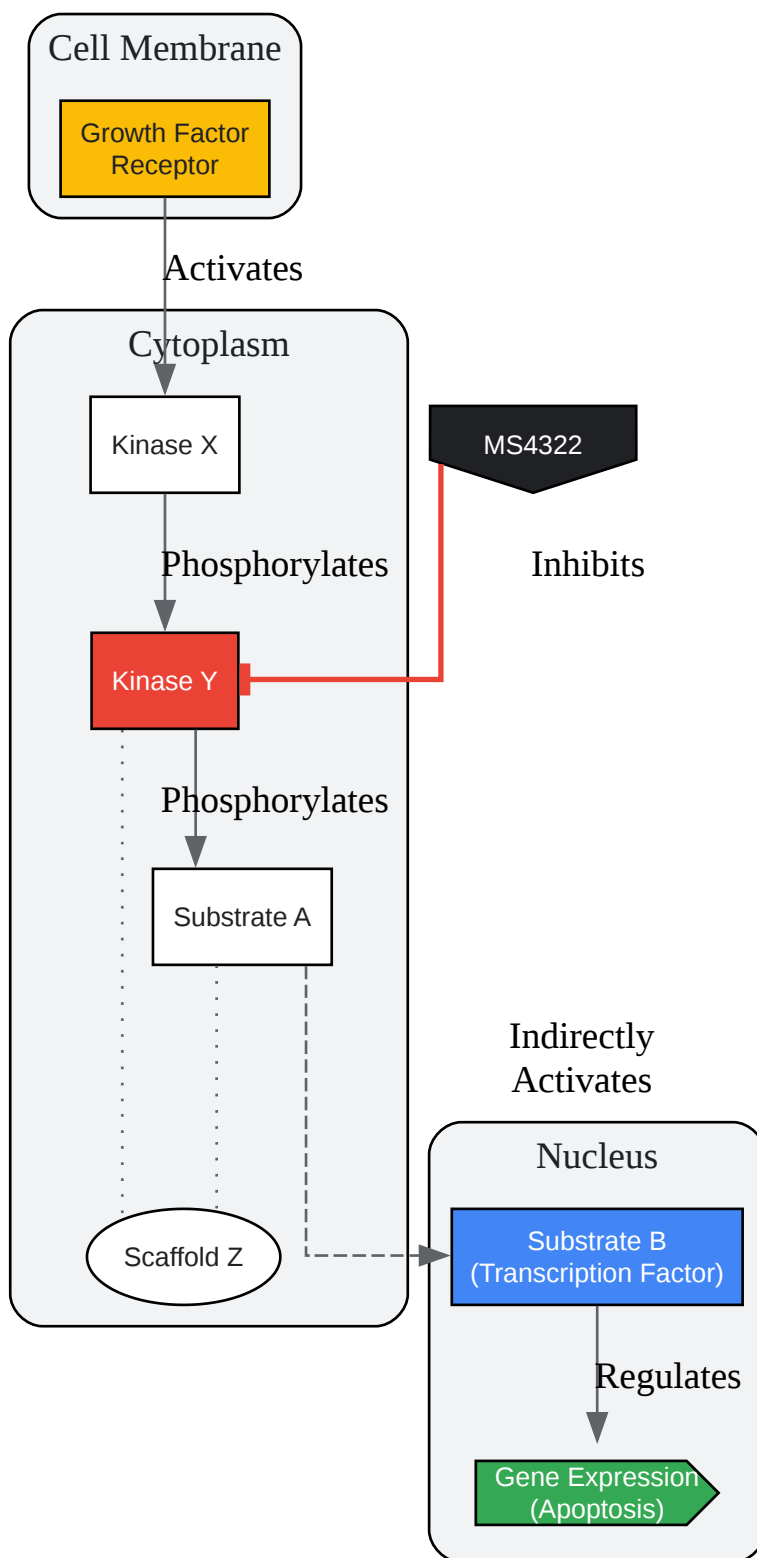 Cell Membrane
Growth Factor
Receptor
Activates
Cytoplasm
Kinase X
MS4322
Phosphorylates
Inhibits
Kinase Y
Phosphorylates
Substrate A
Indirectly
Activates
Nucleus
Scaffold Z
Substrate B
(Transcription Factor)
Regulates
Gene Expression
(Apoptosis)